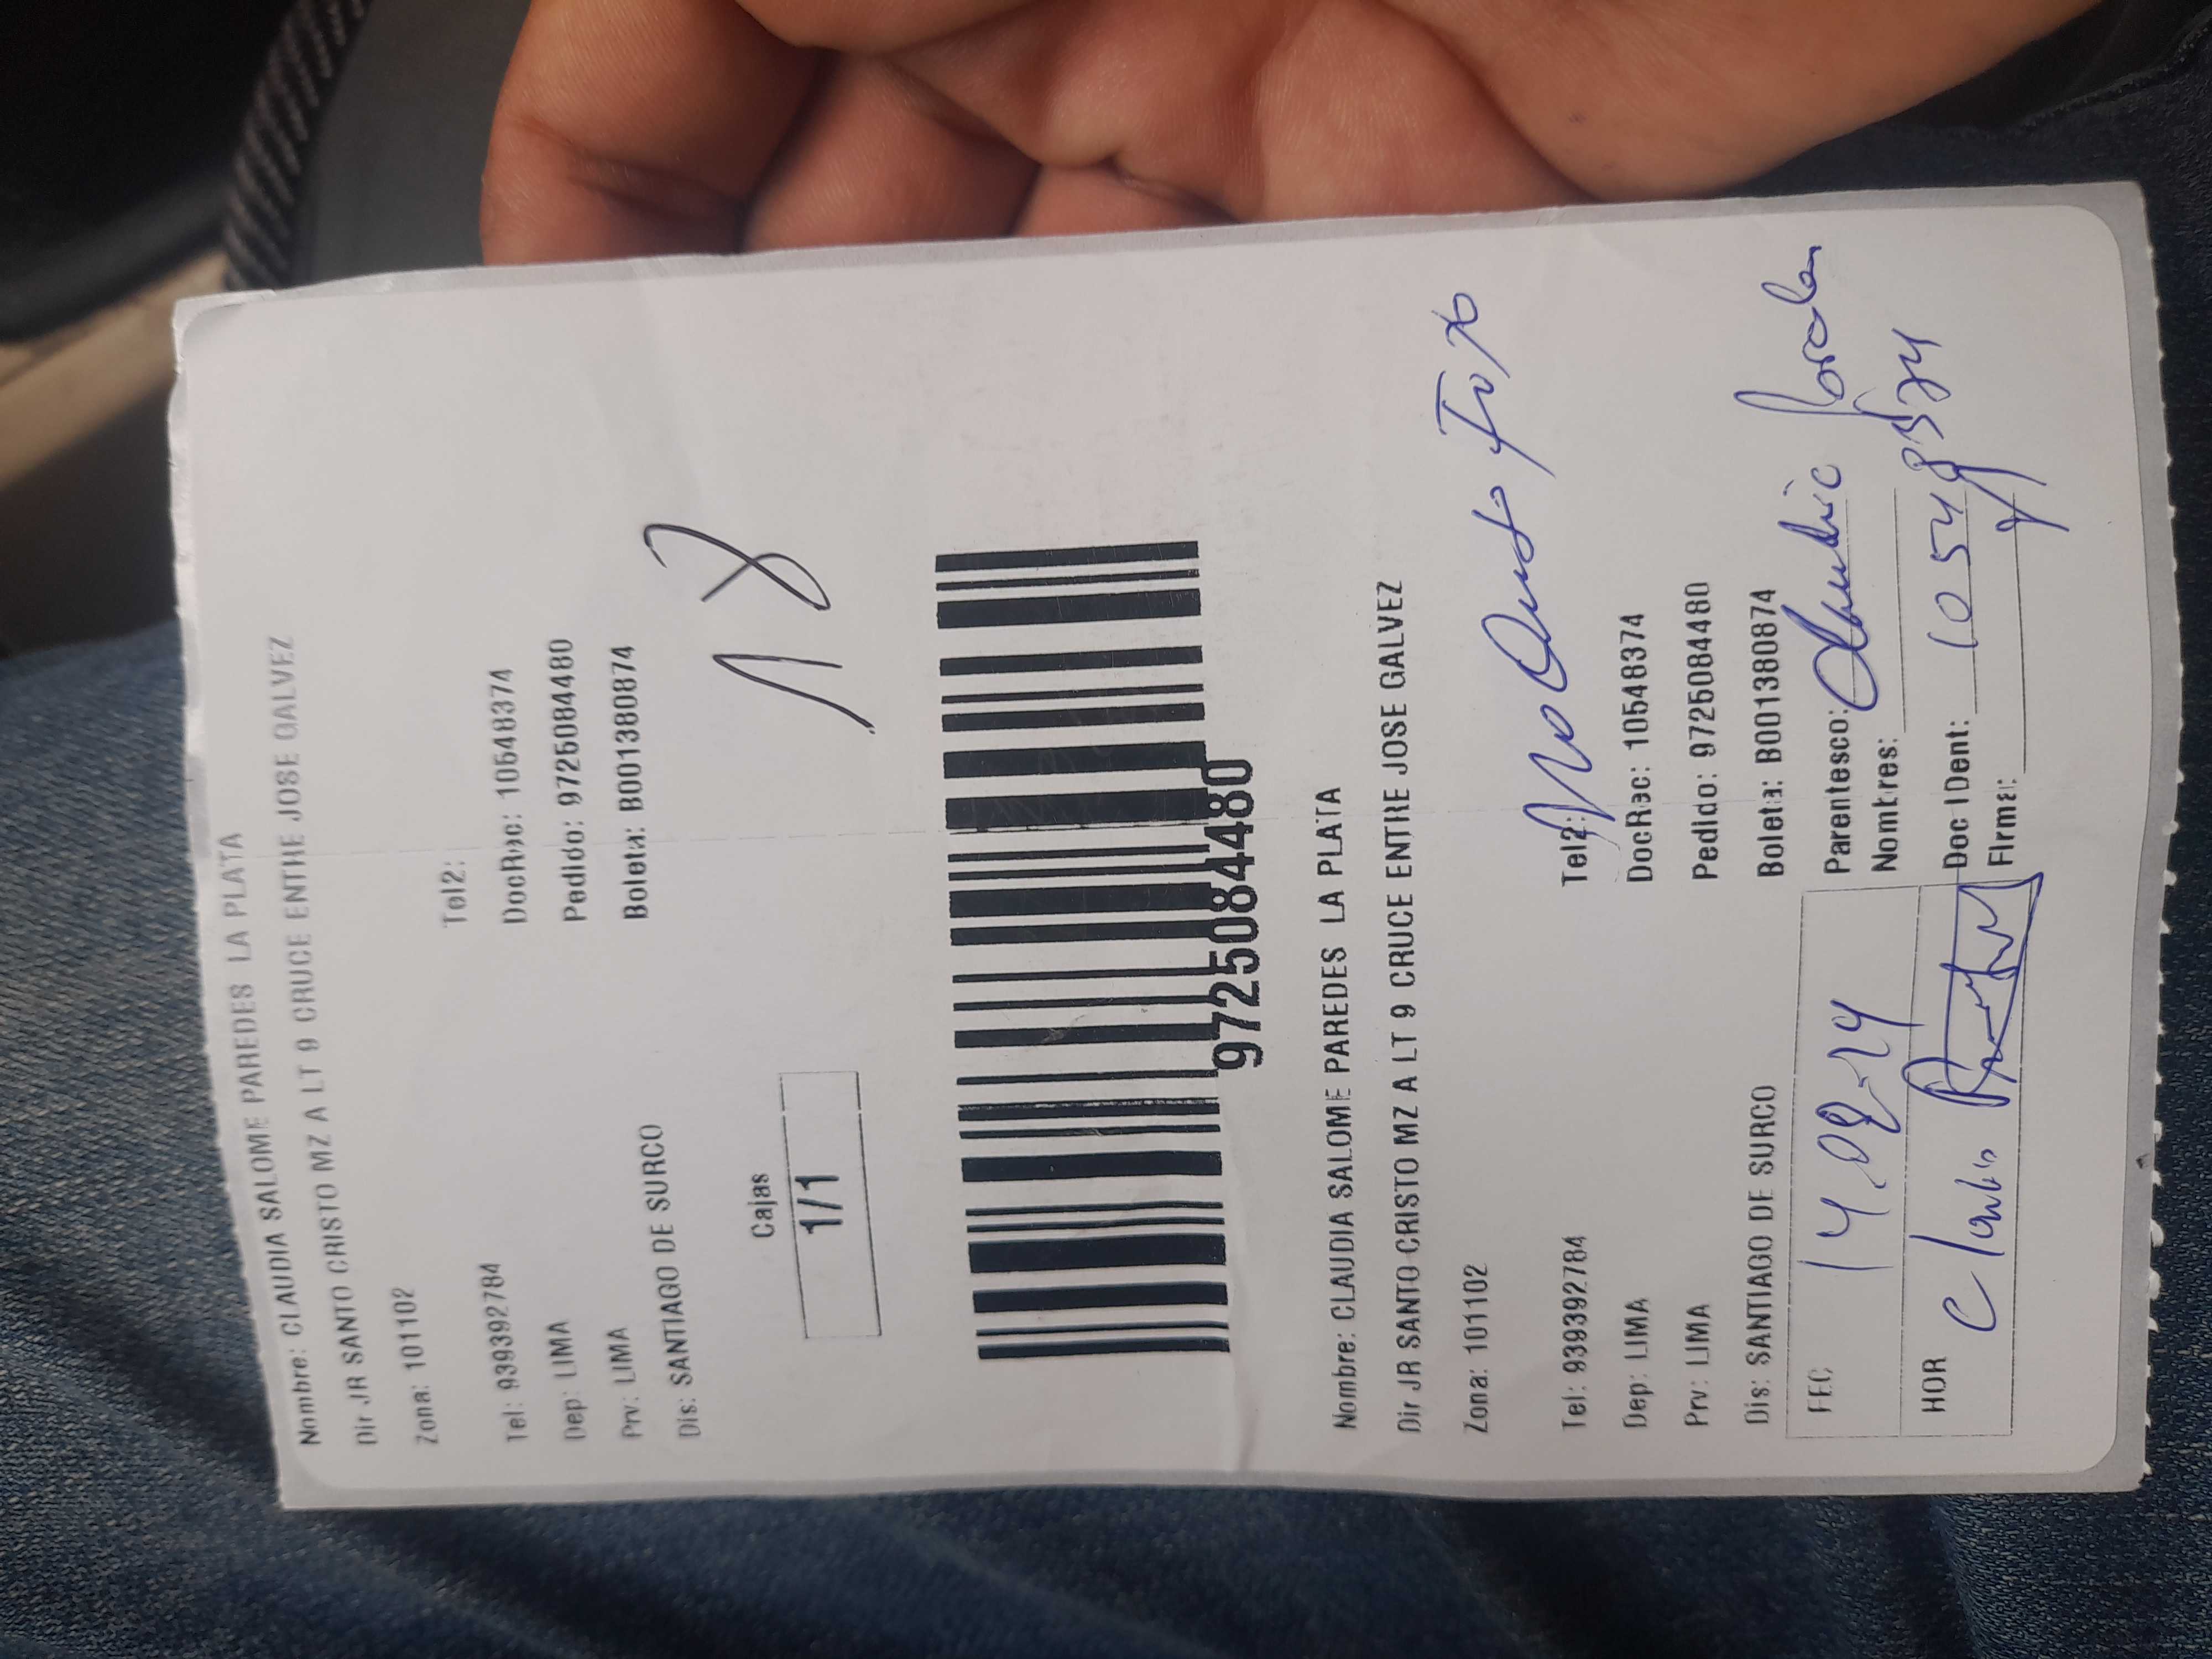 Nombre: CLAUDIA SALOME PAREDES LA PLATA
Dir JR SANTO CRISTO MZ A LT 9 CRUCE ENTRE JOSE GALVEZ
Zona: 101102
Tel: 939392784 Tel2:
Dep: LIMA DocRec: 10548374
Prv: LIMA Pedido: 9725084480
Dis: SANTIAGO DE SURCO Boleta: B001380874
Cajas
1/1
9725084480
Nombre: CLAUDIA SALOME PAREDES LA PLATA
Dir JR SANTO CRISTO MZ A LT 9 CRUCE ENTRE JOSE GALVEZ
Zona: 101102
No Foto
Tel: 939392784 Tel2:
Dep: LIMA DocRec: 10548374
Prv: LIMA Pedido: 9725084480
Dis: SANTIAGO DE SURCO Boleta: B001380874
FEC 14.08-24 Parentesco:
Nombres:
HOR Doc IDent:
Firma: